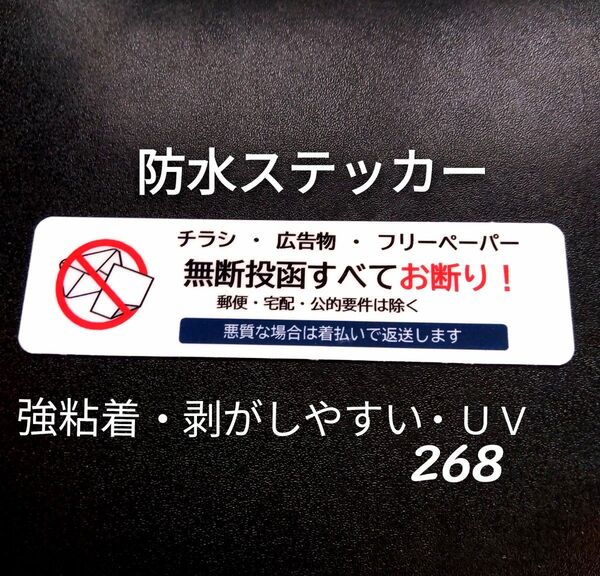 防水ステッカー
チラシ ・ 広告物 ・ フリーペーパー
無断投函すべてお断り！
郵便・宅配・公的要件は除く
悪質な場合は着払いで返送します
強粘着・剥がしやすい・ＵＶ
268